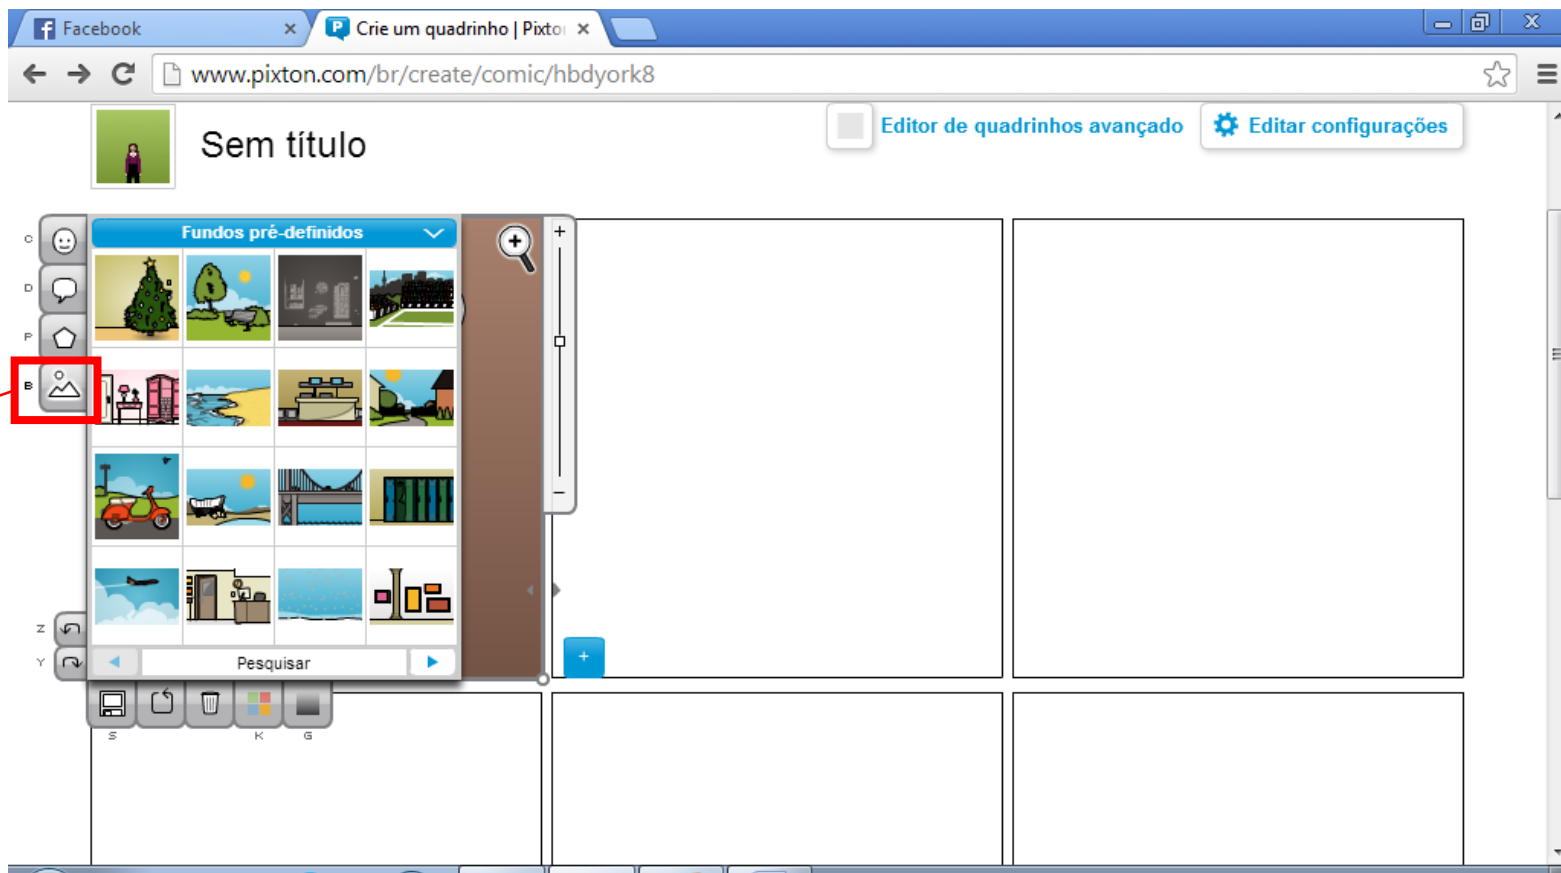 Facebook
Crie um quadrinho | Pixto
www.pixton.com/br/create/comic/hbdyork8
Sem título
Editor de quadrinhos avançado
Editar configurações
Fundos pré-definidos
C
D
P
B
Z
Y
Pesquisar
S K G